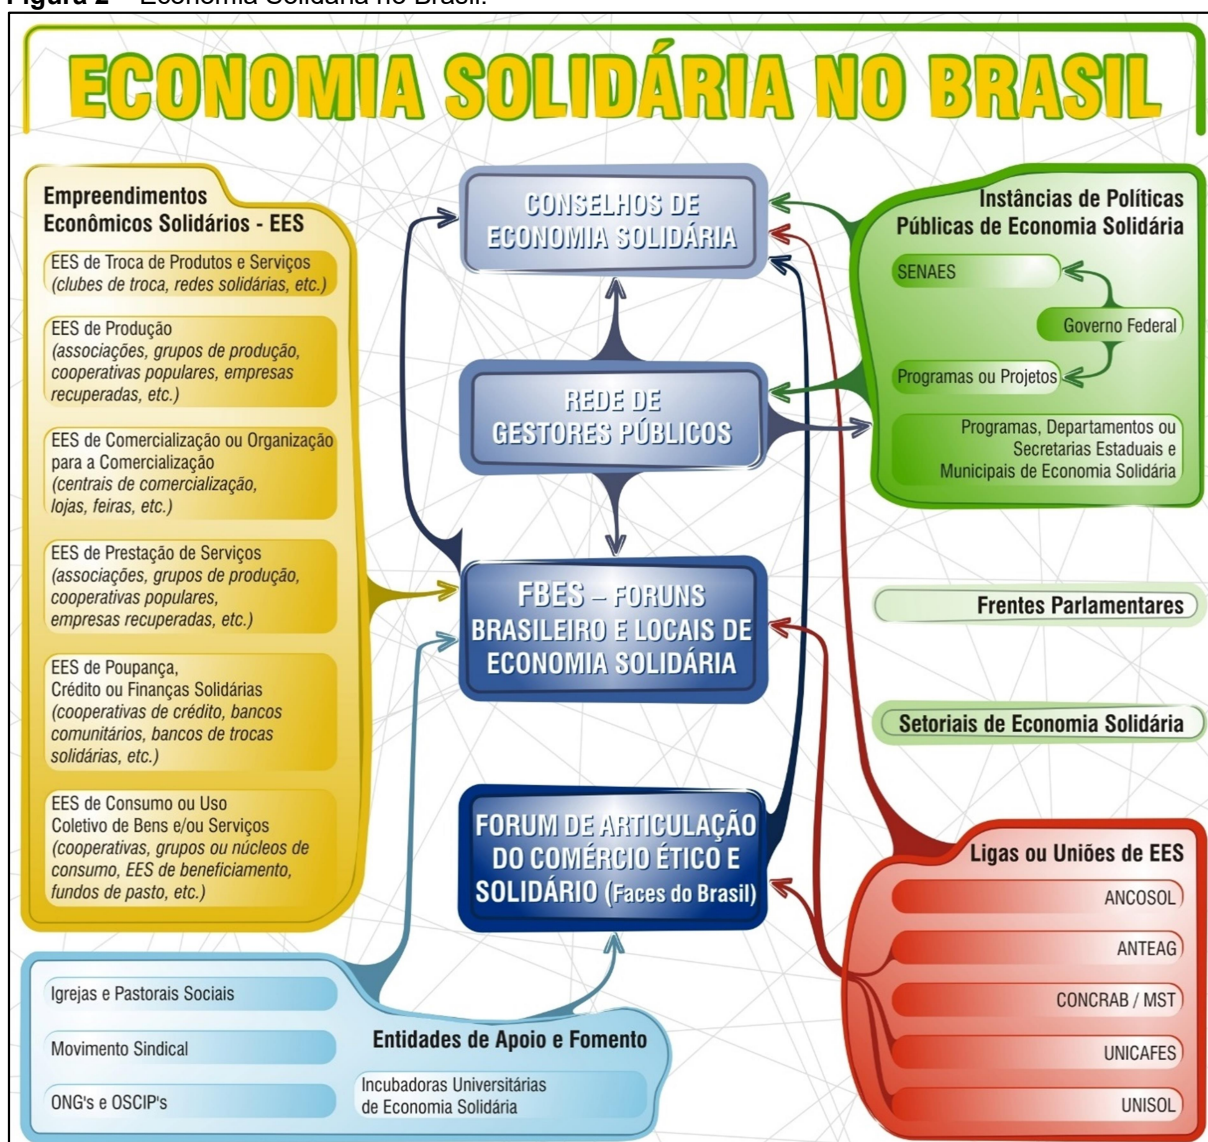 Figura 2 – Economia Solidária no Brasil.
ECONOMIA SOLIDÁRIA NO BRASIL
Empreendimentos
Econômicos Solidários - EES
EES de Troca de Produtos e Serviços
(clubes de troca, redes solidárias, etc.)
EES de Produção
(associações, grupos de produção,
cooperativas populares, empresas
recuperadas, etc.)
EES de Comercialização ou Organização
para a Comercialização
(centrais de comercialização,
lojas, feiras, etc.)
EES de Prestação de Serviços
(associações, grupos de produção,
cooperativas populares,
empresas recuperadas, etc.)
EES de Poupança,
Crédito ou Finanças Solidárias
(cooperativas de crédito, bancos
comunitários, bancos de trocas
solidárias, etc.)
EES de Consumo ou Uso
Coletivo de Bens e/ou Serviços
(cooperativas, grupos ou núcleos de
consumo, EES de beneficiamento,
fundos de pasto, etc.)
CONSELHOS DE
ECONOMIA SOLIDÁRIA
REDE DE
GESTORES PÚBLICOS
FBES – FORUNS
BRASILEIRO E LOCAIS DE
ECONOMIA SOLIDÁRIA
FORUM DE ARTICULAÇÃO
DO COMÉRCIO ÉTICO E
SOLIDÁRIO (Faces do Brasil)
Instâncias de Políticas
Públicas de Economia Solidária
SENAES
Governo Federal
Programas ou Projetos
Programas, Departamentos ou
Secretarias Estaduais e
Municipais de Economia Solidária
Frentes Parlamentares
Setoriais de Economia Solidária
Ligas ou Uniões de EES
ANCOSOL
ANTEAG
CONCRAB / MST
UNICAFES
UNISOL
Igrejas e Pastorais Sociais
Movimento Sindical
ONG's e OSCIP's
Entidades de Apoio e Fomento
Incubadoras Universitárias
de Economia Solidária